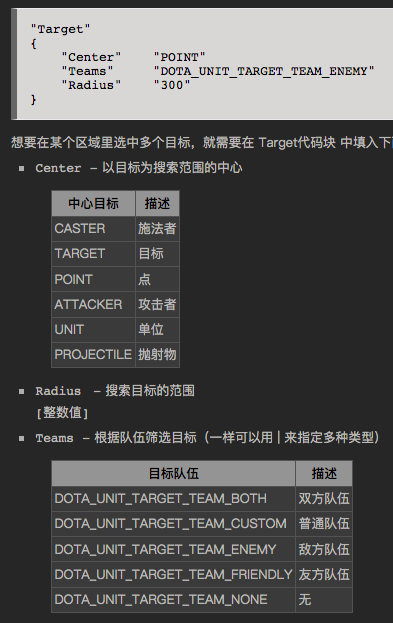 "Target"
{
"Center" "POINT"
"Teams" "DOTA_UNIT_TARGET_TEAM_ENEMY"
"Radius" "300"
}
想要在某个区域里选中多个目标，就需要在 Target代码块 中填入下
Center – 以目标为搜索范围的中心
中心目标 描述
CASTER 施法者
TARGET 目标
POINT 点
ATTACKER 攻击者
UNIT 单位
PROJECTILE 抛射物
Radius – 搜索目标的范围
[整数值]
Teams – 根据队伍筛选目标（一样可以用 | 来指定多种类型）
目标队伍 描述
DOTA_UNIT_TARGET_TEAM_BOTH 双方队伍
DOTA_UNIT_TARGET_TEAM_CUSTOM 普通队伍
DOTA_UNIT_TARGET_TEAM_ENEMY 敌方队伍
DOTA_UNIT_TARGET_TEAM_FRIENDLY 友方队伍
DOTA_UNIT_TARGET_TEAM_NONE 无